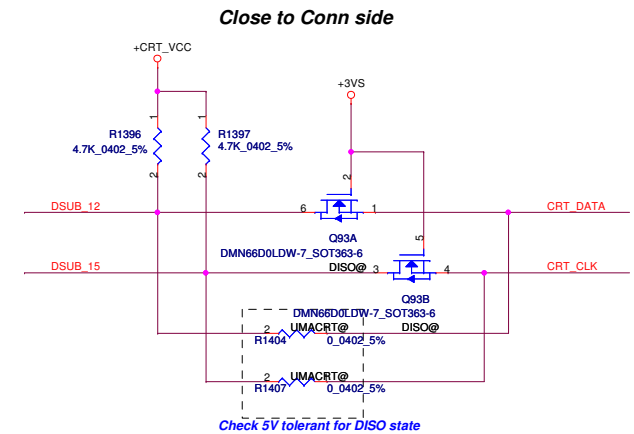 Close to Conn side
+CRT_VCC
+3VS
1
1
R1396
4.7K_0402_5%
R1397
4.7K_0402_5%
2
2
2
DSUB_12
6
1
CRT_DATA
Q93A
DMN66D0LDW-7_SOT363-6
DISO@
5
DSUB_15
3
4
CRT_CLK
Q93B
DMN66D0LDW-7_SOT363-6
DISO@
2
UMACRT@
1
R1404
0_0402_5%
2
UMACRT@
1
R1407
0_0402_5%
Check 5V tolerant for DISO state